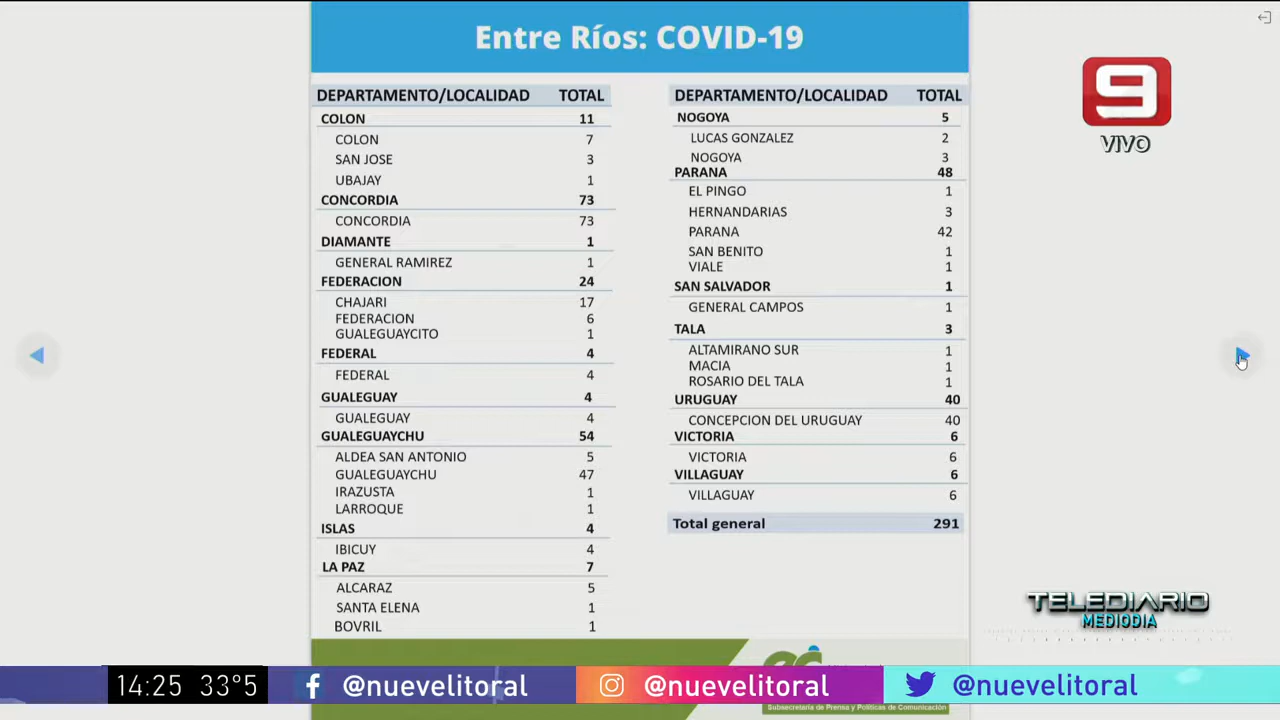 Entre Ríos: COVID-19
DEPARTAMENTO/LOCALIDAD TOTAL
COLON 11
COLON 7
SAN JOSE 3
UBAJAY 1
CONCORDIA 73
CONCORDIA 73
DIAMANTE 1
GENERAL RAMIREZ 1
FEDERACION 24
CHAJARI 17
FEDERACION 6
GUALEGUAYCITO 1
FEDERAL 4
FEDERAL 4
GUALEGUAY 4
GUALEGUAY 4
GUALEGUAYCHU 54
ALDEA SAN ANTONIO 5
GUALEGUAYCHU 47
IRAZUSTA 1
LARROQUE 1
ISLAS 4
IBICUY 4
LA PAZ 7
ALCARAZ 5
SANTA ELENA 1
BOVRIL 1
DEPARTAMENTO/LOCALIDAD TOTAL
NOGOYA 5
LUCAS GONZALEZ 2
NOGOYA 3
PARANA 48
EL PINGO 1
HERNANDARIAS 3
PARANA 42
SAN BENITO 1
VIALE 1
SAN SALVADOR 1
GENERAL CAMPOS 1
TALA 3
ALTAMIRANO SUR 1
MACIA 1
ROSARIO DEL TALA 1
URUGUAY 40
CONCEPCION DEL URUGUAY 40
VICTORIA 6
VICTORIA 6
VILLAGUAY 6
VILLAGUAY 6
Total general 291
9
VIVO
TELEDIARIO
MEDIODIA
14:25 33°5 @nuevelitoral @nuevelitoral @nuevelitoral
Subsecretaría de Prensa y Políticas de Comunicación